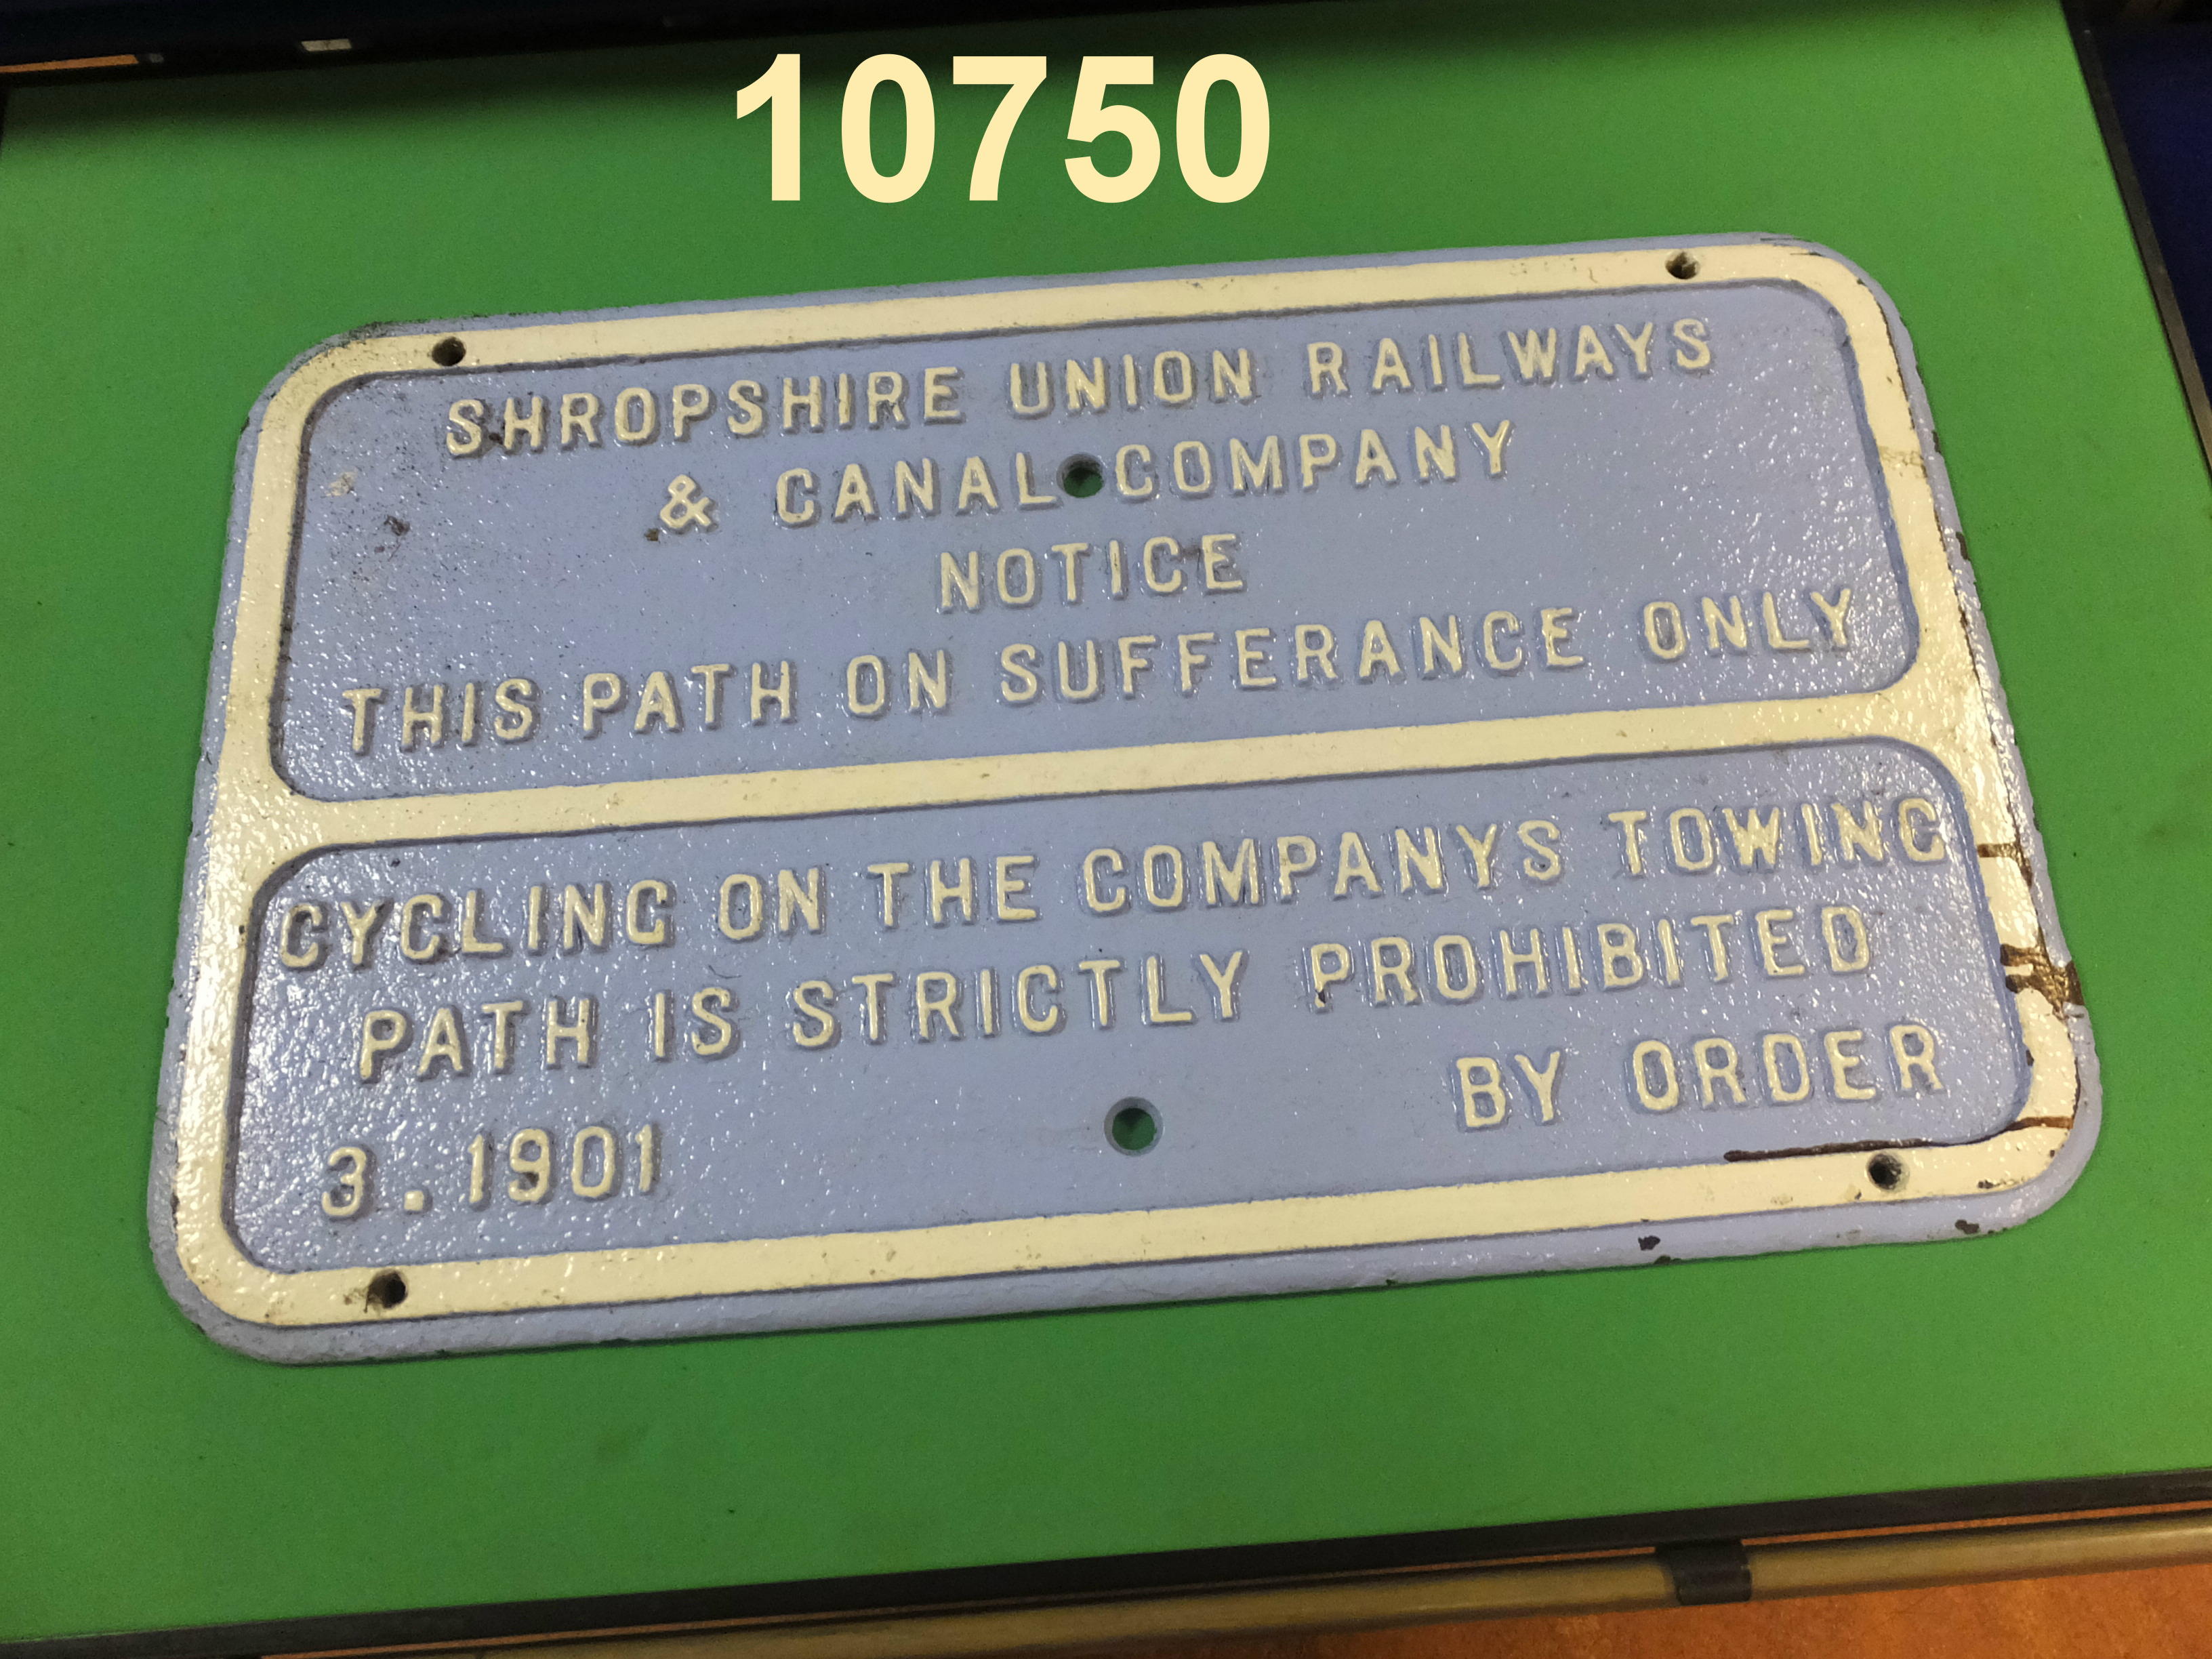 10750
SHROPSHIRE UNION RAILWAYS
& CANAL COMPANY
NOTICE
THIS PATH ON SUFFERANCE ONLY
CYCLING ON THE COMPANYS TOWING
PATH IS STRICTLY PROHIBITED
BY ORDER
3.1901